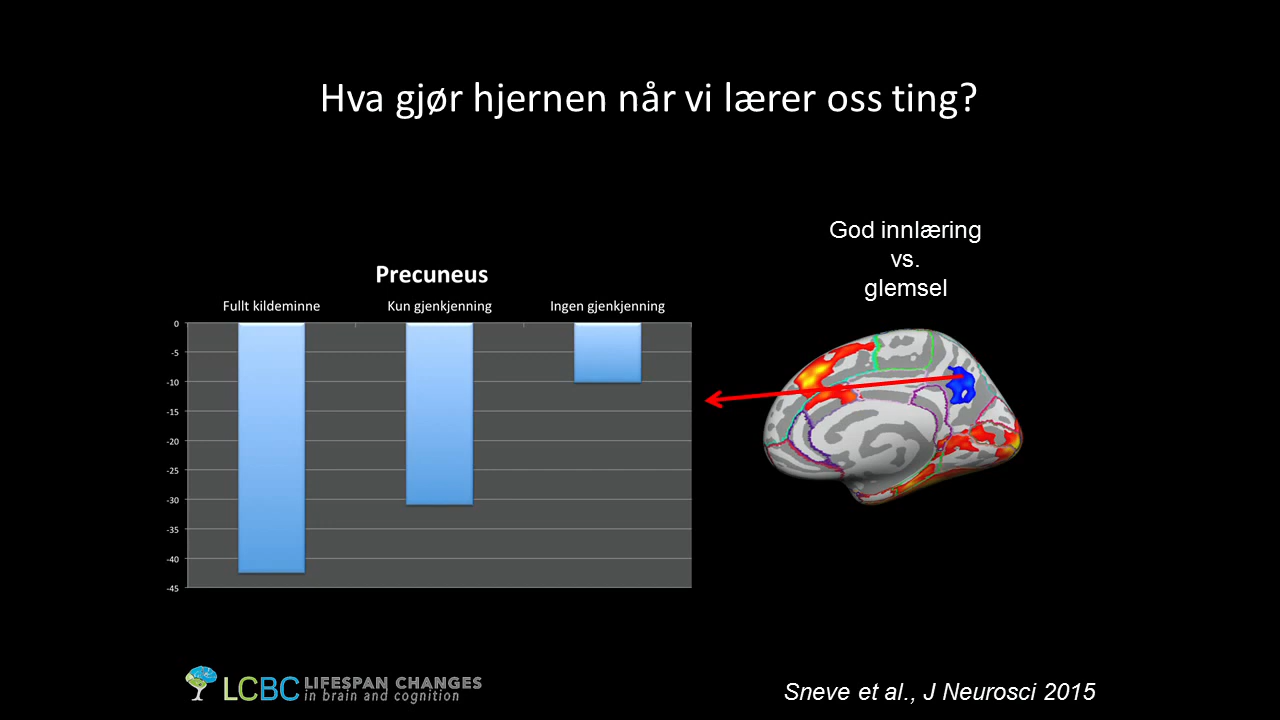 Hva gjør hjernen når vi lærer oss ting?
God innlæring
vs.
glemsel
Precuneus
Fullt kildeminne Kun gjenkjenning Ingen gjenkjenning
0
-5
-10
-15
-20
-25
-30
-35
-40
-45
LCBC LIFESPAN CHANGES
in brain and cognition
Sneve et al., J Neurosci 2015